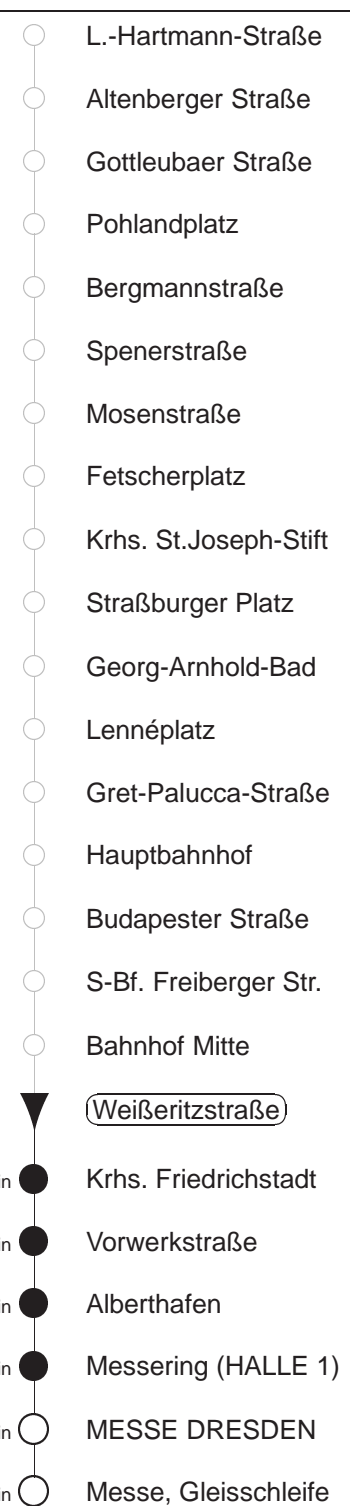 L.-Hartmann-Straße
Altenberger Straße
Gottleubaer Straße
Pohlandplatz
Bergmannstraße
Spenerstraße
Mosenstraße
Fetscherplatz
Krhs. St.Joseph-Stift
Straßburger Platz
Georg-Arnhold-Bad
Lennéplatz
Gret-Palucca-Straße
Hauptbahnhof
Budapester Straße
S-Bf. Freiberger Str.
Bahnhof Mitte
Weißeritzstraße
Krhs. Friedrichstadt
Vorwerkstraße
Alberthafen
Messering (HALLE 1)
MESSE DRESDEN
Messe, Gleisschleife